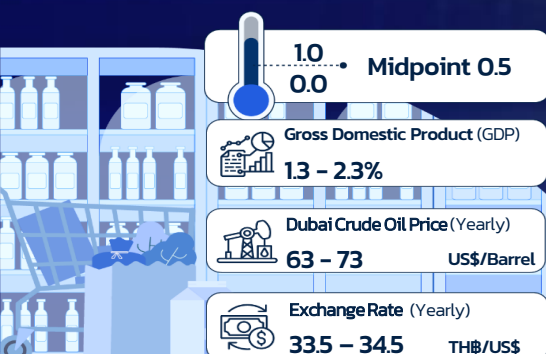 1.0
0.0
Midpoint 0.5
Gross Domestic Product (GDP)
1.3 – 2.3%
Dubai Crude Oil Price (Yearly)
63 – 73 US$/Barrel
Exchange Rate (Yearly)
33.5 – 34.5 THB/US$